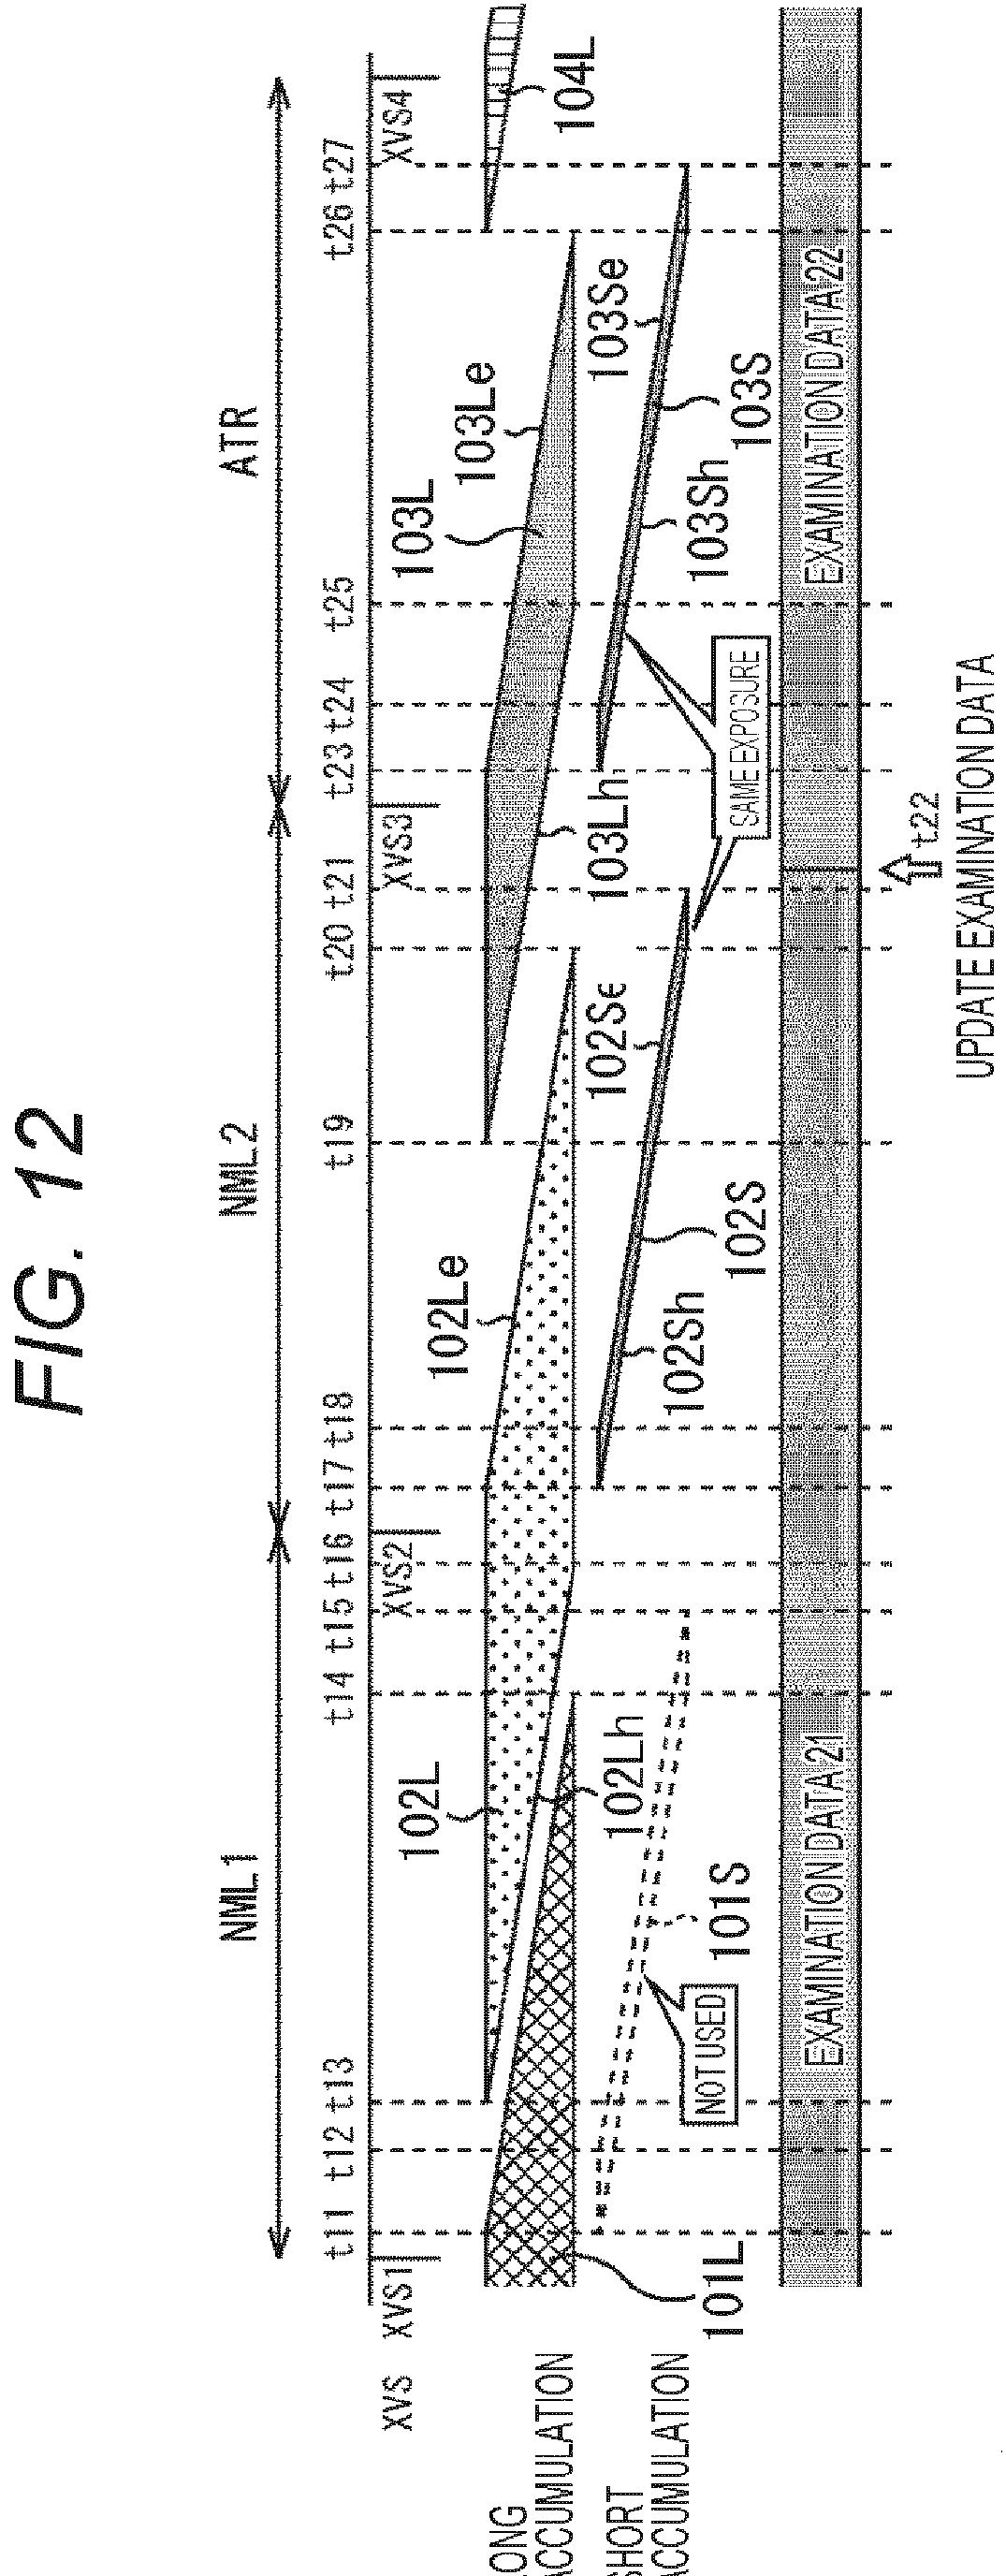 FIG. 12
NML1
NML2
ATR
t11 t12 t13
t14 t15 t16 t17 t18
t19
t20 t21
t23 t24
t25
t26 t27
XVS
XVS1
XVS2
XVS3
XVS4
ONG
ACCUMULATION
101L
102L
102Lh
102Le
103L
103Lh
103Le
104L
HORT
ACCUMULATION
NOT USED
101S
102Sh
102S
102Se
SAME EXPOSURE
103Sh
103S
103Se
EXAMINATION DATA 21
EXAMINATION DATA 22
t22
UPDATE EXAMINATION DATA